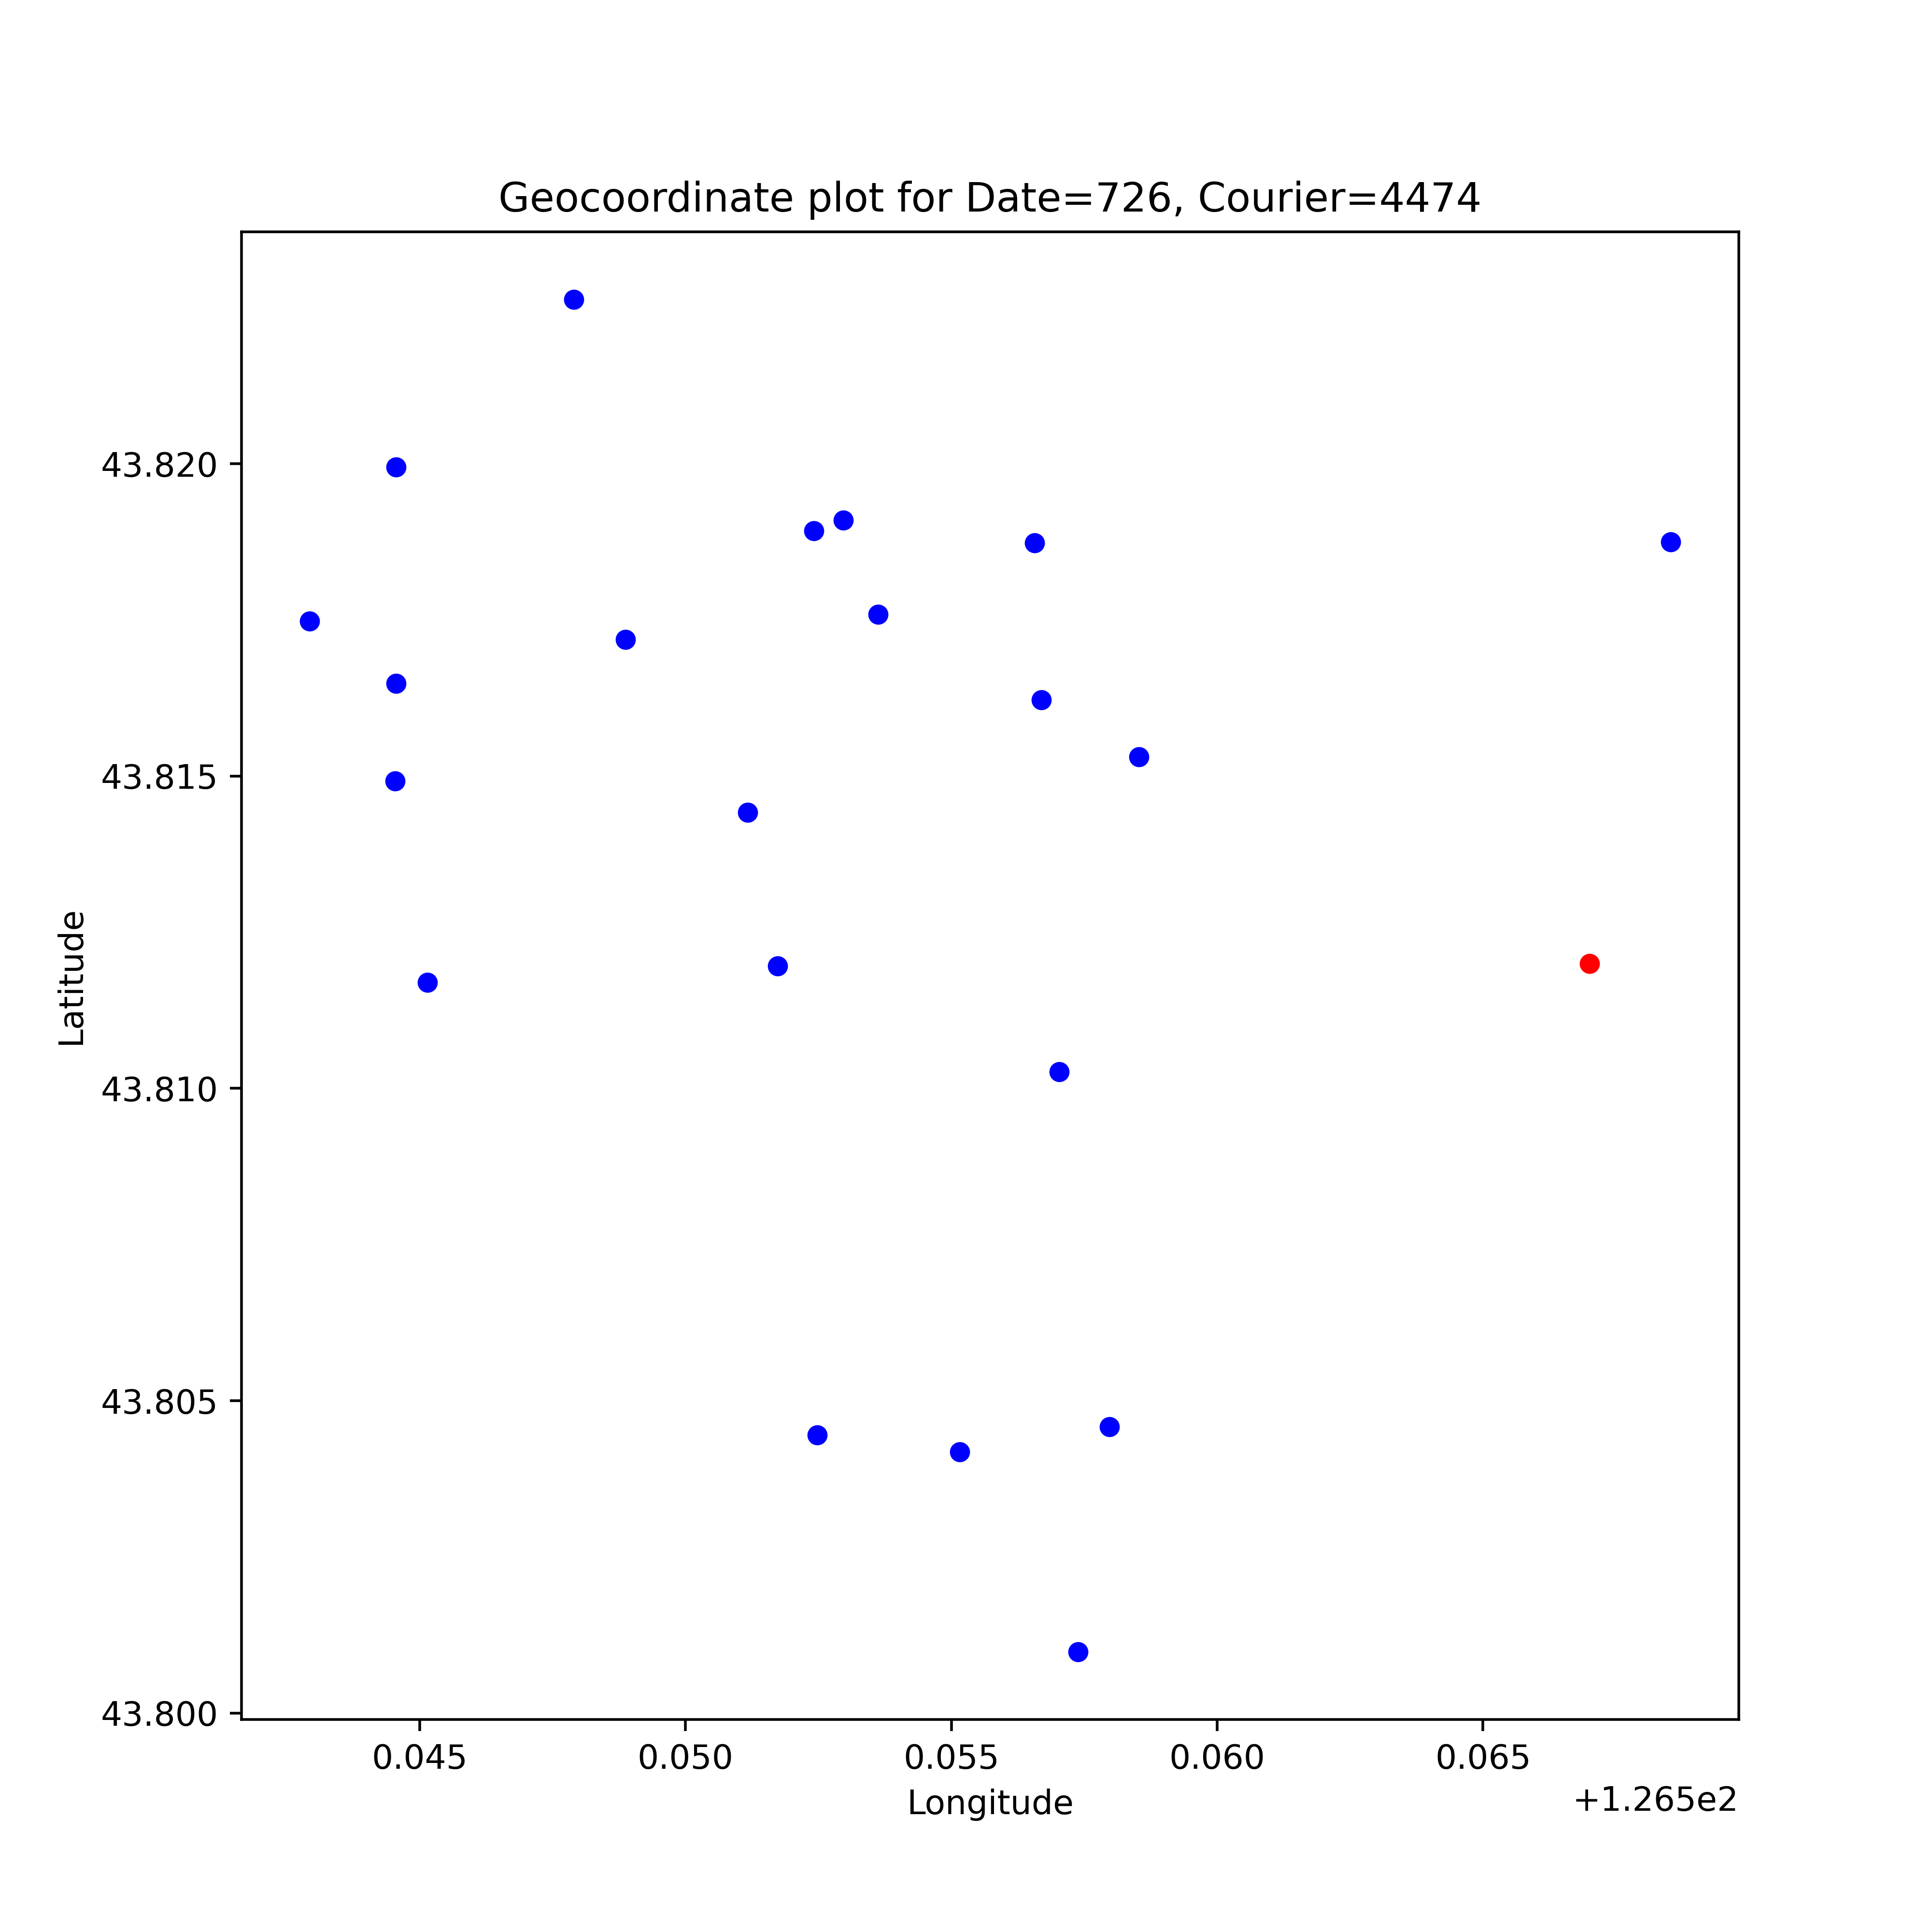 Geocoordinate plot for Date=726, Courier=4474
43.820
43.815
43.810
43.805
43.800
Latitude
0.045 0.050 0.055 0.060 0.065
+1.265e2
Longitude